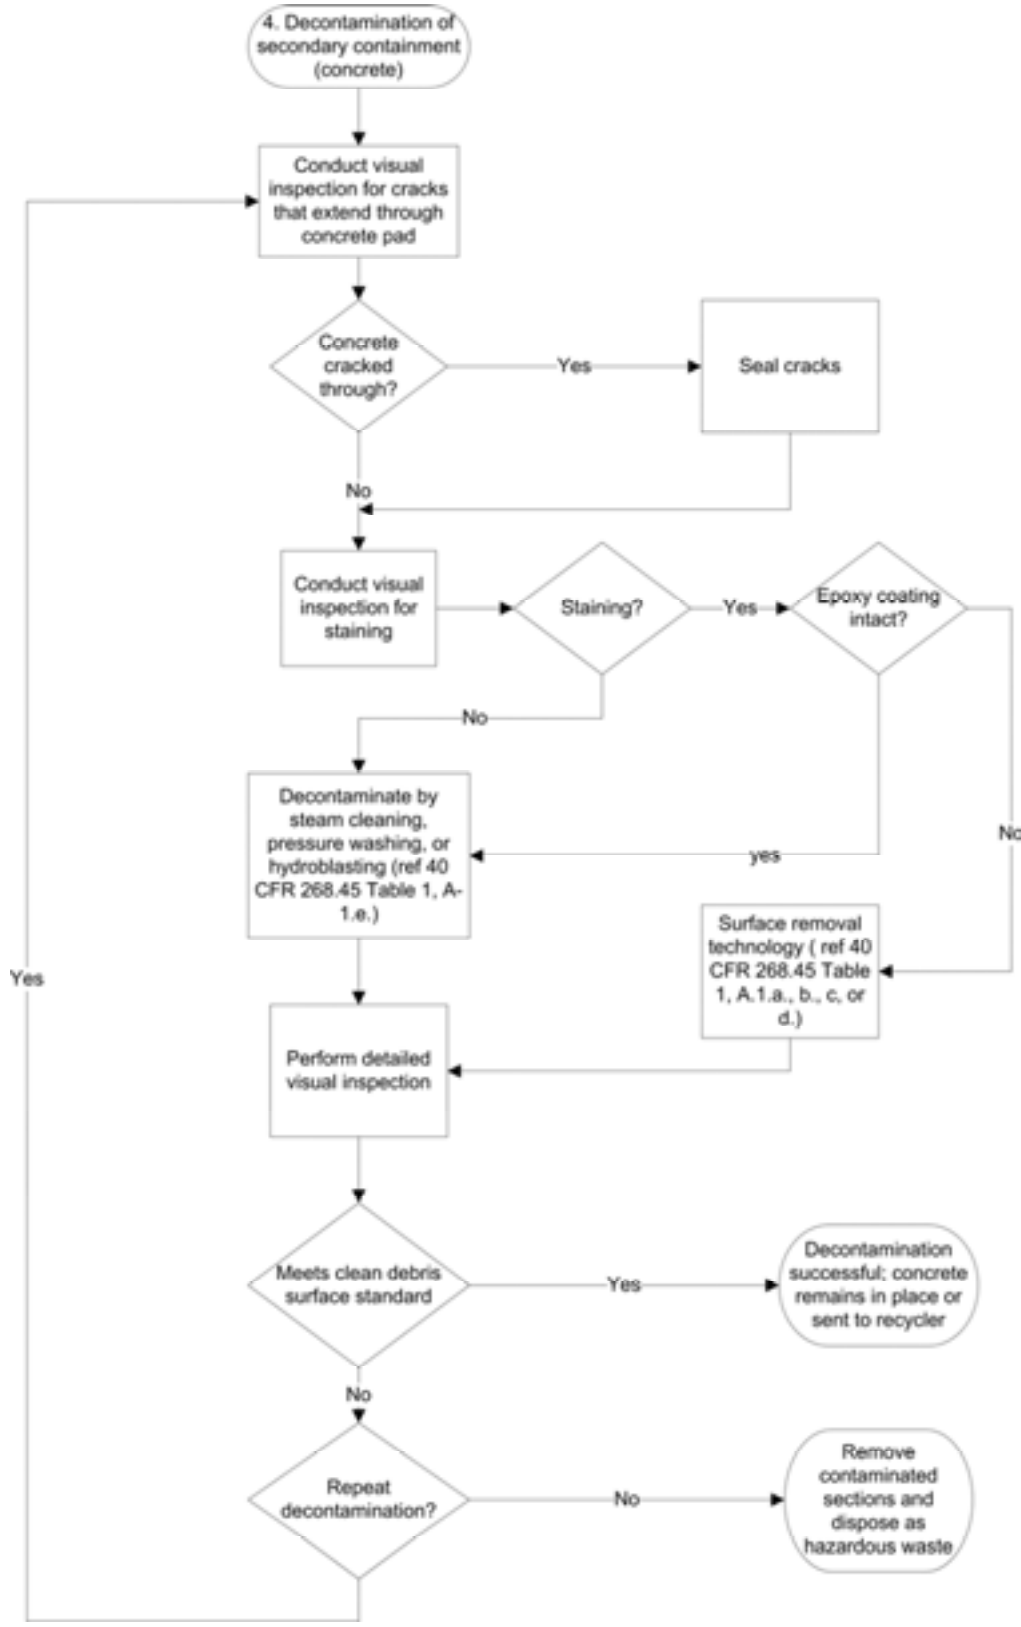 4. Decontamination of
secondary containment
(concrete)
Conduct visual
inspection for cracks
that extend through
concrete pad
Concrete
cracked
through?
Yes
Seal cracks
No
Conduct visual
inspection for
staining
Staining?
Yes
Epoxy coating
intact?
No
Decontaminate by
steam cleaning,
pressure washing, or
hydroblasting (ref 40
CFR 268.45 Table 1, A-
1.e.)
yes
No
Surface removal
technology ( ref 40
CFR 268.45 Table
1, A.1.a., b., c, or
d.)
Yes
Perform detailed
visual inspection
Meets clean debris
surface standard
Yes
Decontamination
successful; concrete
remains in place or
sent to recycler
No
Repeat
decontamination?
No
Remove
contaminated
sections and
dispose as
hazardous waste